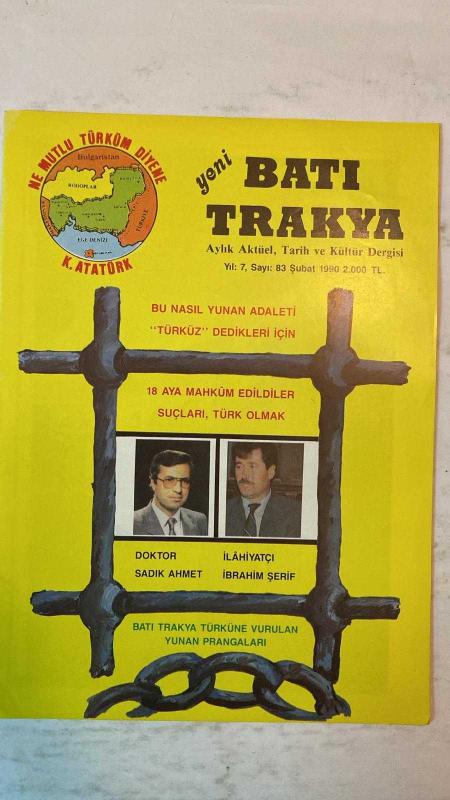 NE MUTLU TÜRKÜM DİYENE
K. ATATÜRK
Bulgaristan
RODOPLAR
TÜRKİYE
EGE DENİZİ
yeni
BATI
TRAKYA
Aylık Aktüel, Tarih ve Kültür Dergisi
Yıl: 7, Sayı: 83 Şubat 1990 2.000 TL.
BU NASIL YUNAN ADALETİ
"TÜRKÜZ" DEDİKLERİ İÇİN
18 AYA MAHKÛM EDİLDİLER
SUÇLARI, TÜRK OLMAK
DOKTOR
SADIK AHMET
İLÂHİYATÇI
İBRAHİM ŞERİF
BATI TRAKYA TÜRKÜNE VURULAN
YUNAN PRANGALARI